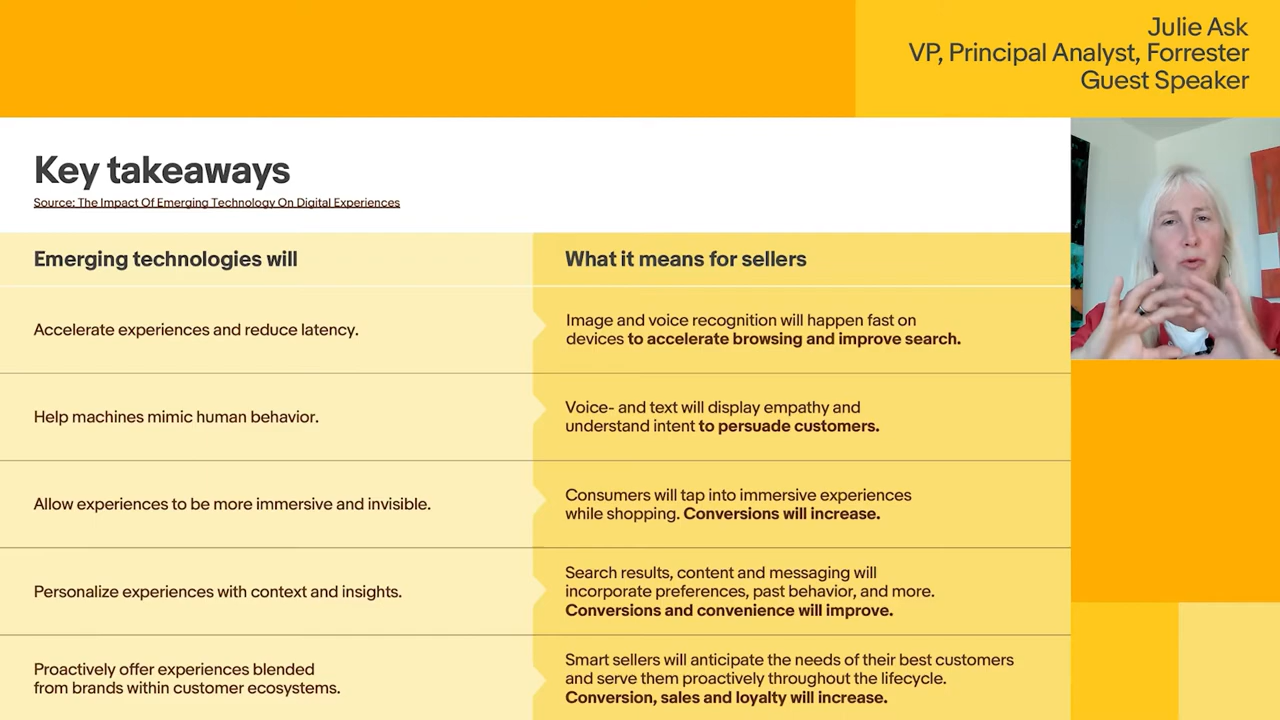 Julie Ask
VP, Principal Analyst, Forrester
Guest Speaker
Key takeaways
Source: The Impact Of Emerging Technology On Digital Experiences
Emerging technologies will
What it means for sellers
Accelerate experiences and reduce latency.
Image and voice recognition will happen fast on
devices to accelerate browsing and improve search.
Help machines mimic human behavior.
Voice- and text will display empathy and
understand intent to persuade customers.
Allow experiences to be more immersive and invisible.
Consumers will tap into immersive experiences
while shopping. Conversions will increase.
Personalize experiences with context and insights.
Search results, content and messaging will
incorporate preferences, past behavior, and more.
Conversions and convenience will improve.
Proactively offer experiences blended
from brands within customer ecosystems.
Smart sellers will anticipate the needs of their best customers
and serve them proactively throughout the lifecycle.
Conversion, sales and loyalty will increase.